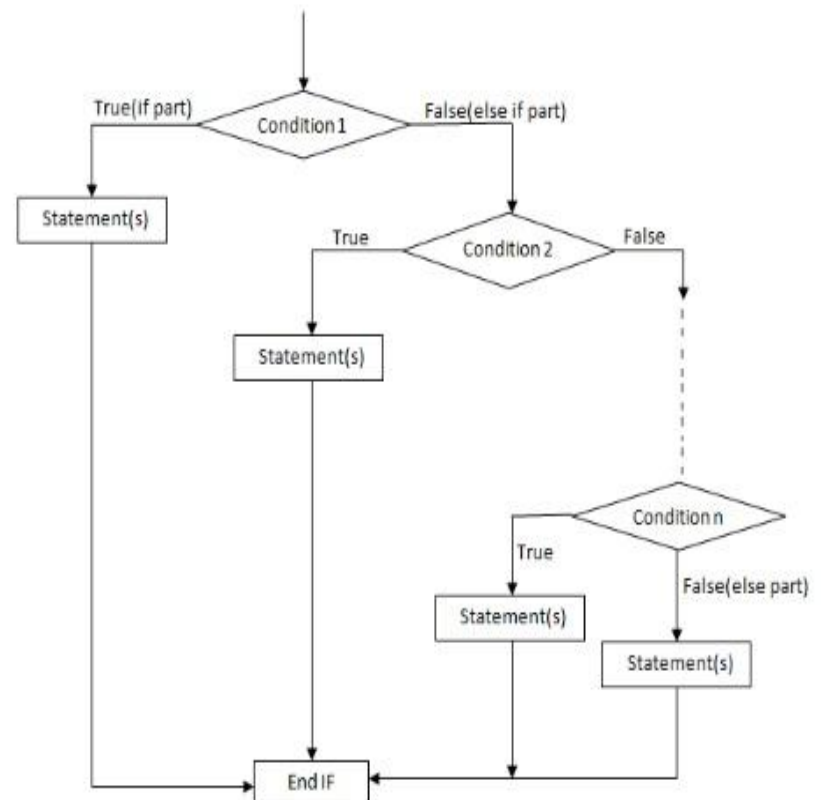 True(if part)
Condition 1
False(else if part)
Statement(s)
True
Condition 2
False
Statement(s)
Condition n
True
False(else part)
Statement(s)
Statement(s)
End IF